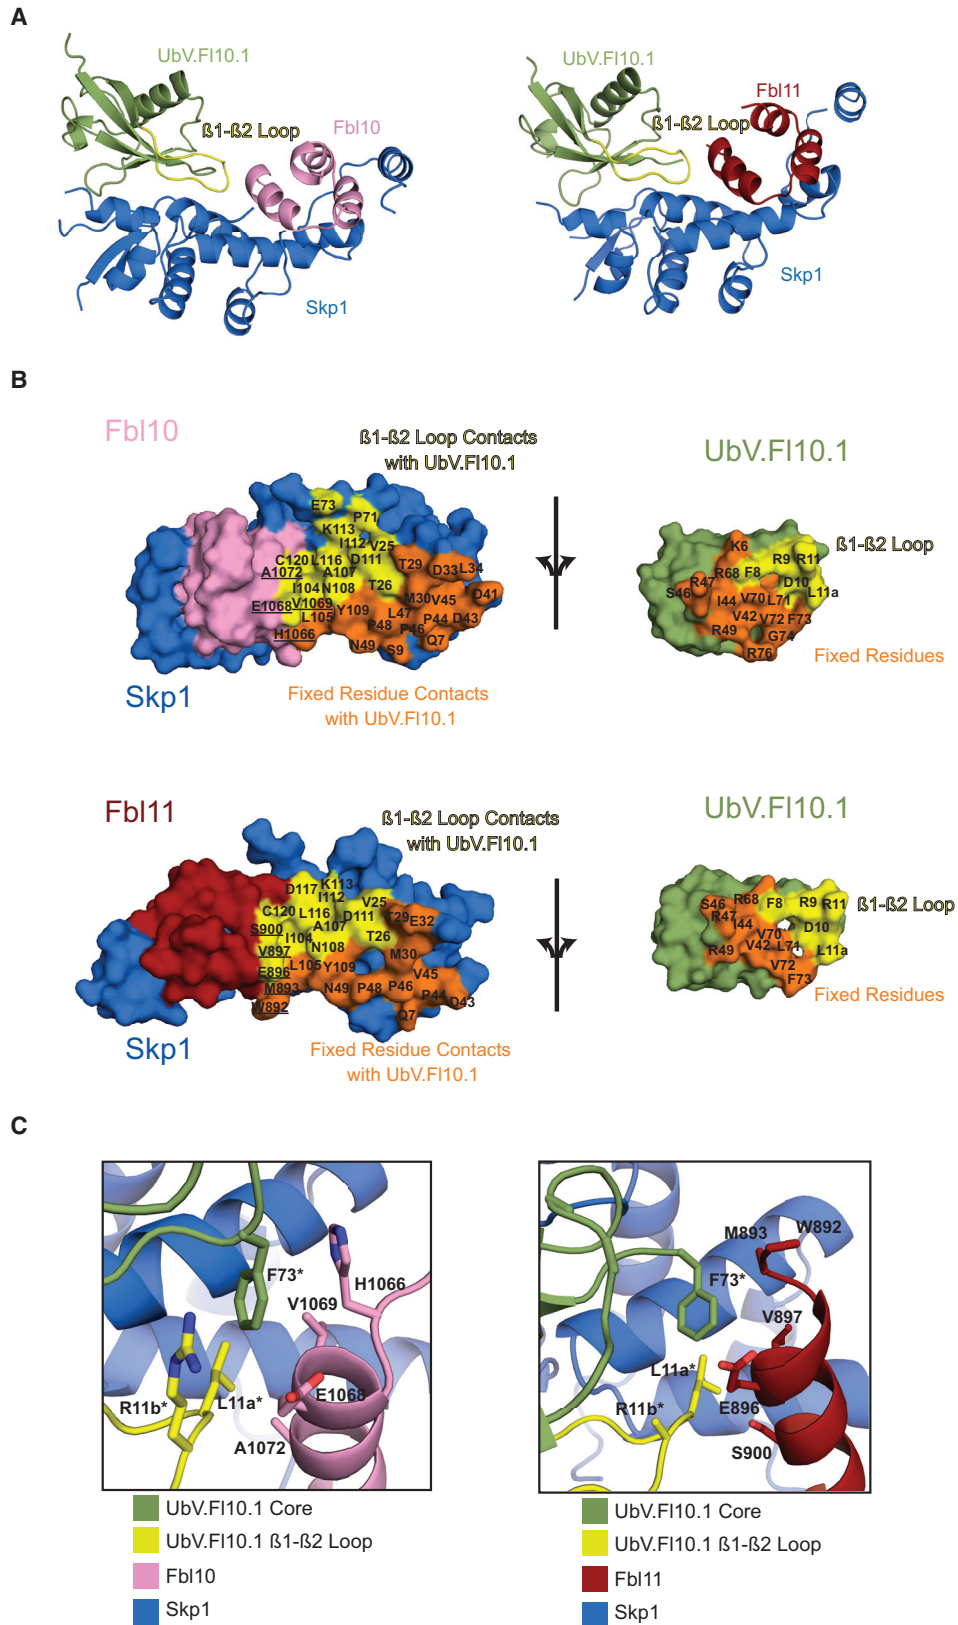 A
UbV.Fl10.1
ß1-ß2 Loop
Fbl10
Skp1
UbV.Fl10.1
Fbl11
ß1-ß2 Loop
Skp1
B
Fbl10
ß1-ß2 Loop Contacts
with UbV.Fl10.1
UbV.Fl10.1
E73
P71
K113
I112 V25
C120 L116 D111 T29
A1072 A107 D33 L34
I104 N108 T26
E1068 V1069 Y109 M30 V45 D41
L105 L47 P44 D43
H1066 P48 P46
N49 S9 Q7
Skp1
Fixed Residue Contacts
with UbV.Fl10.1
K6
R9 R11
ß1-ß2 Loop
R68 F8
S46 R47 D10
I44 V70 L71 L11a
V42 V72 F73
R49 G74
R76
Fixed Residues
Fbl11
ß1-ß2 Loop Contacts
with UbV.Fl10.1
UbV.Fl10.1
D117 K113
I112 V25
C120 L116 D111 T29 E32
S900 A107
I104 T26
V897 N108
L105 Y109 M30
E896 V45
M893 N49 P48 P46
W892 P44 D43
Q7
Skp1
Fixed Residue Contacts
with UbV.Fl10.1
S46 R68 F8 R9 R11
ß1-ß2 Loop
R47 I44 D10
V70
R49 V42 L71 L11a
V72
F73
Fixed Residues
C
F73*
H1066
V1069
R11b* L11a* E1068
A1072
M893 W892
F73*
V897
L11a*
R11b* E896
S900
UbV.Fl10.1 Core
UbV.Fl10.1 ß1-ß2 Loop
Fbl10
Skp1
UbV.Fl10.1 Core
UbV.Fl10.1 ß1-ß2 Loop
Fbl11
Skp1